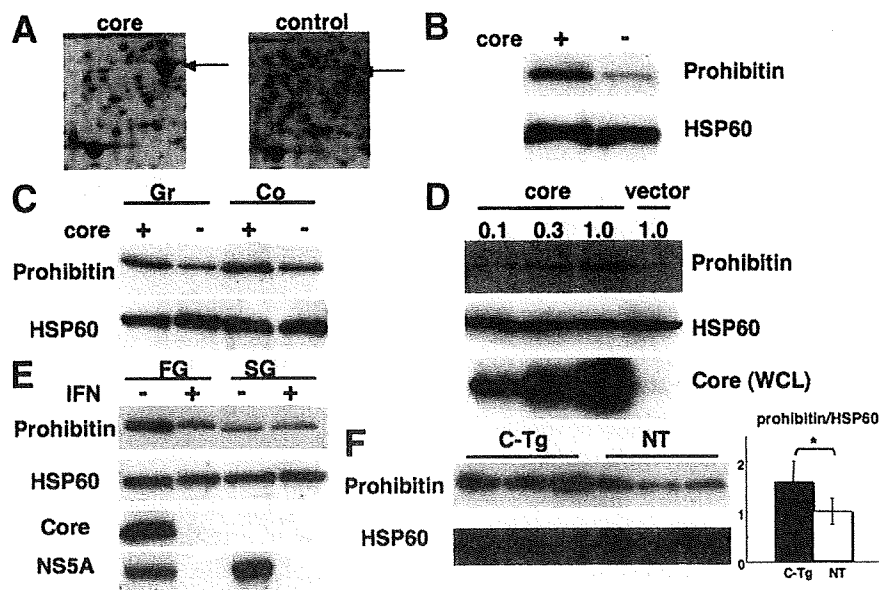 A
core
control
B
core + -
Prohibitin
HSP60
C
Gr Co
core + - + -
Prohibitin
HSP60
D
core vector
0.1 0.3 1.0 1.0
Prohibitin
HSP60
Core (WCL)
E
FG SG
IFN - + - +
Prohibitin
HSP60
Core
NS5A
F
C-Tg NT
Prohibitin
HSP60
prohibitin/HSP60
*
2
1
0
C-Tg NT